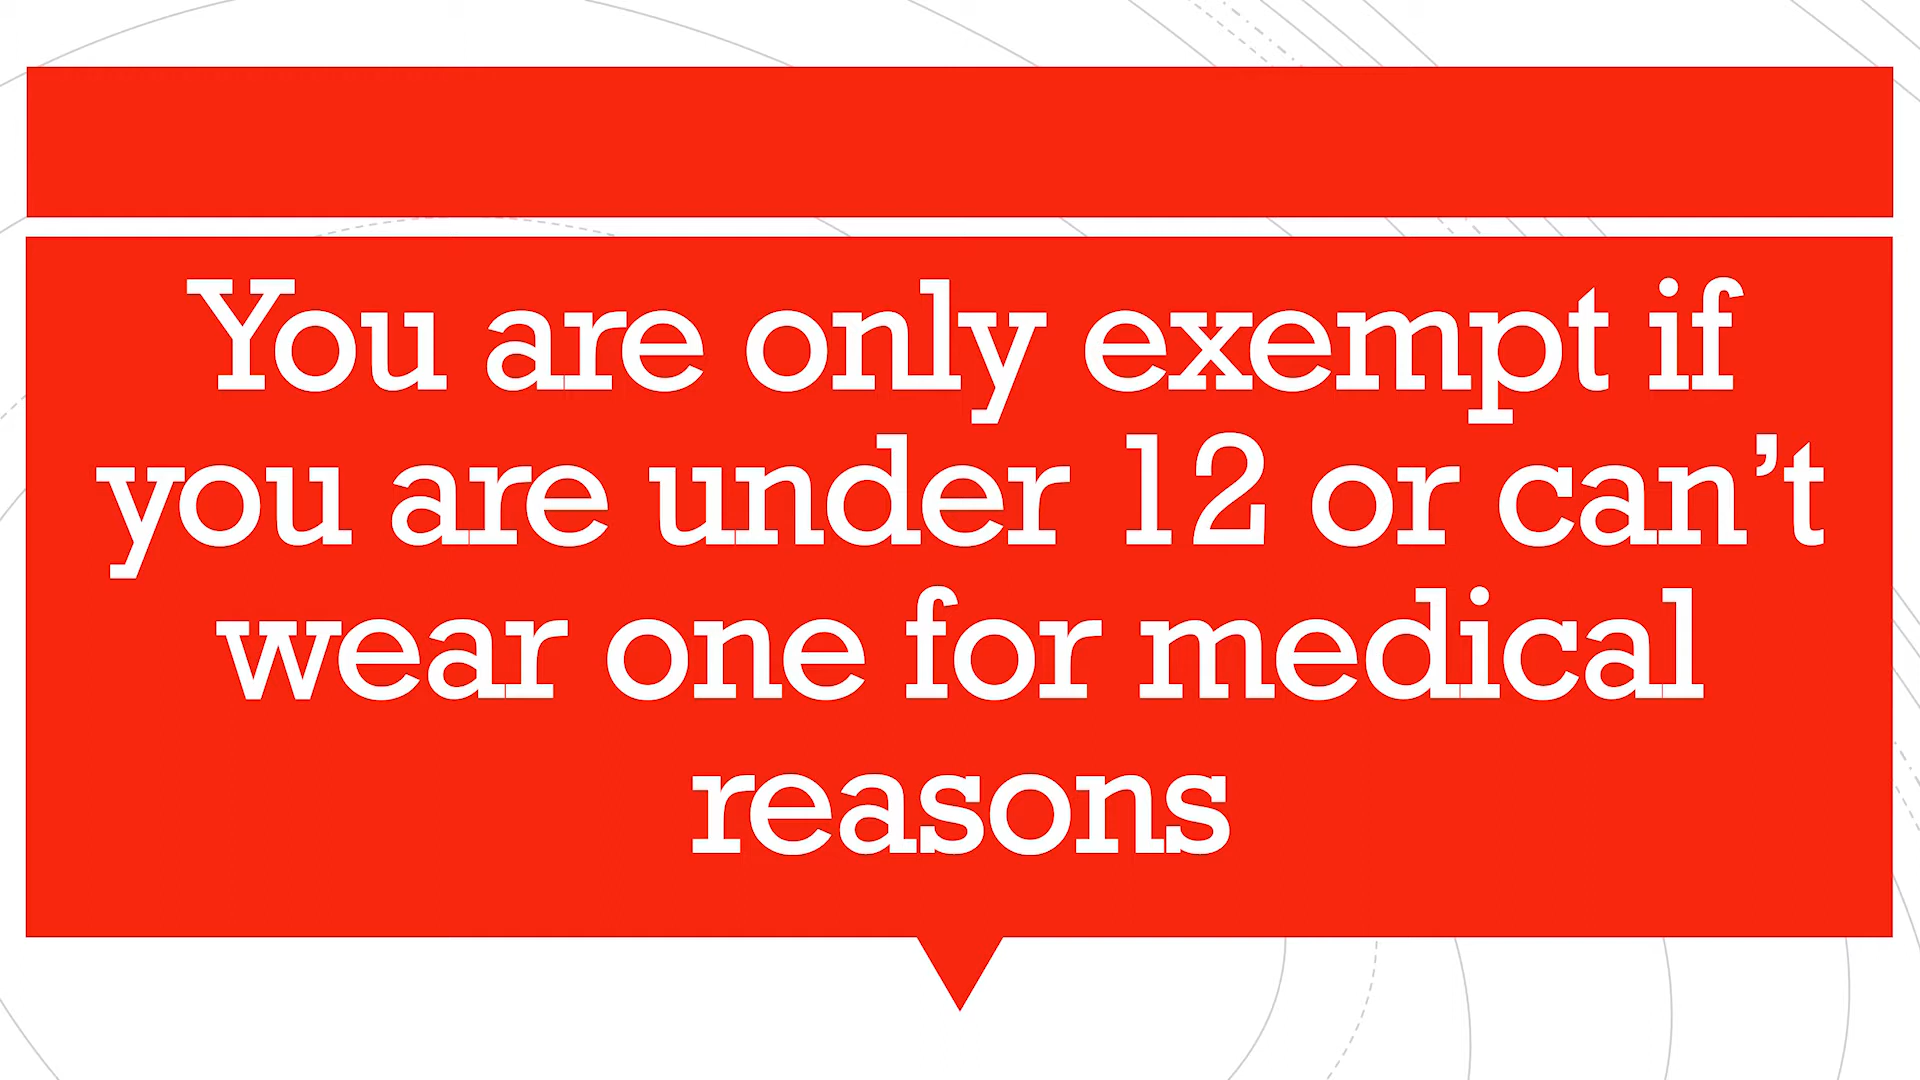 You are only exempt if
you are under 12 or can’t
wear one for medical
reasons